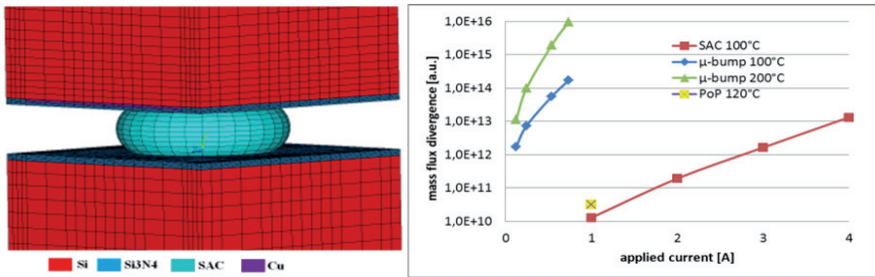 Si Si3N4 SAC Cu
mass flux divergence [a.u.]
1,0E+16
1,0E+15
1,0E+14
1,0E+13
1,0E+12
1,0E+11
1,0E+10
SAC 100°C
μ-bump 100°C
μ-bump 200°C
PoP 120°C
0 1 2 3 4
applied current [A]